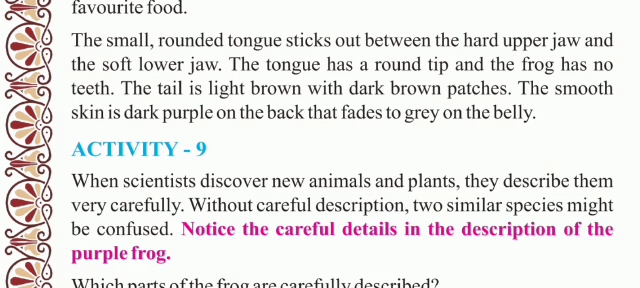 favourite food.
The small, rounded tongue sticks out between the hard upper jaw and
the soft lower jaw. The tongue has a round tip and the frog has no
teeth. The tail is light brown with dark brown patches. The smooth
skin is dark purple on the back that fades to grey on the belly.
ACTIVITY - 9
When scientists discover new animals and plants, they describe them
very carefully. Without careful description, two similar species might
be confused. Notice the careful details in the description of the
purple frog.
Which parts of the frog are carefully described?